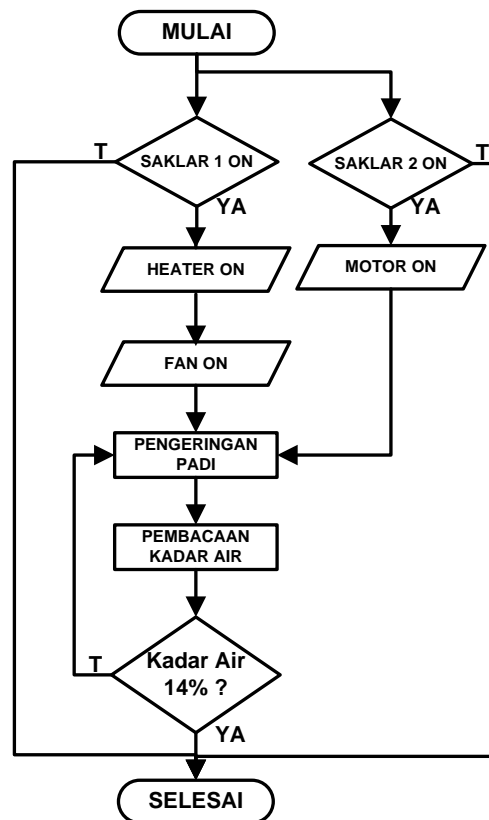 MULAI
T
SAKLAR 1 ON
SAKLAR 2 ON
T
YA
YA
HEATER ON
MOTOR ON
FAN ON
PENGERINGAN
PADI
PEMBACAAN
KADAR AIR
T
Kadar Air
14% ?
YA
SELESAI